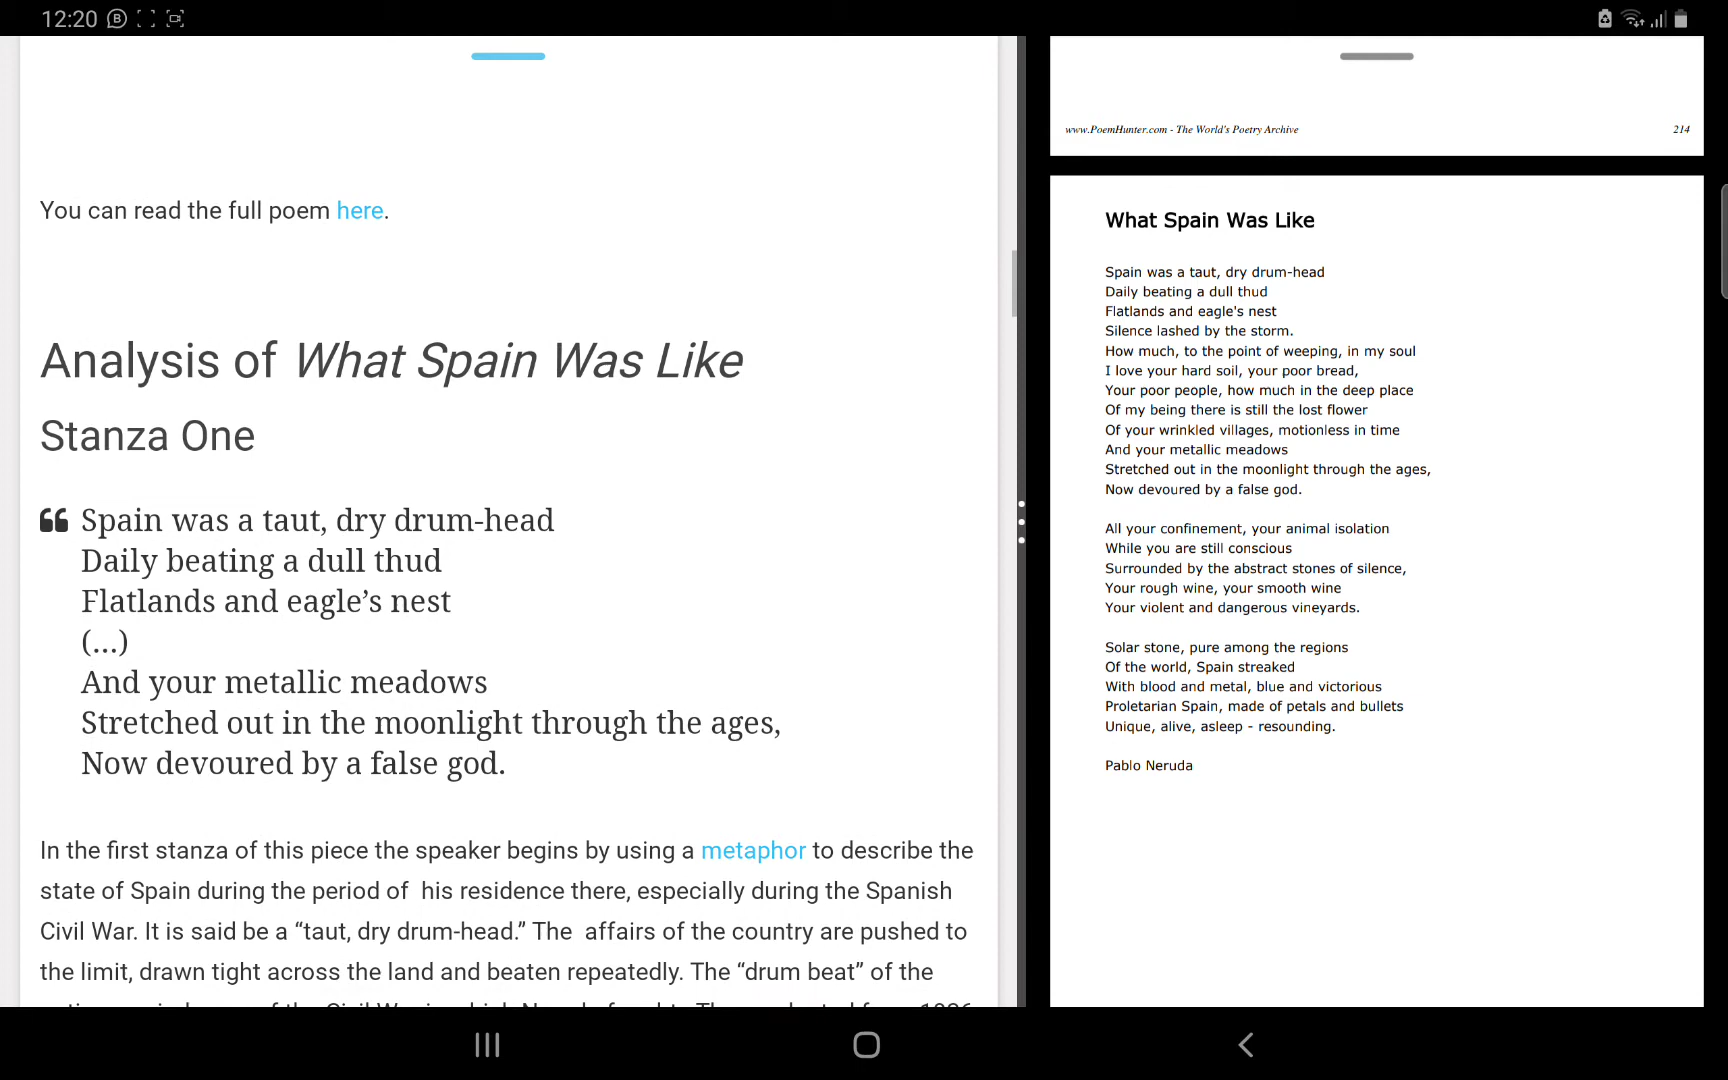 12:20
You can read the full poem here.
Analysis of What Spain Was Like
Stanza One
Spain was a taut, dry drum-head
Daily beating a dull thud
Flatlands and eagle’s nest
(...)
And your metallic meadows
Stretched out in the moonlight through the ages,
Now devoured by a false god.
In the first stanza of this piece the speaker begins by using a metaphor to describe the
state of Spain during the period of his residence there, especially during the Spanish
Civil War. It is said be a “taut, dry drum-head.” The affairs of the country are pushed to
the limit, drawn tight across the land and beaten repeatedly. The “drum beat” of the
www.PoemHunter.com - The World's Poetry Archive 214
What Spain Was Like
Spain was a taut, dry drum-head
Daily beating a dull thud
Flatlands and eagle's nest
Silence lashed by the storm.
How much, to the point of weeping, in my soul
I love your hard soil, your poor bread,
Your poor people, how much in the deep place
Of my being there is still the lost flower
Of your wrinkled villages, motionless in time
And your metallic meadows
Stretched out in the moonlight through the ages,
Now devoured by a false god.
All your confinement, your animal isolation
While you are still conscious
Surrounded by the abstract stones of silence,
Your rough wine, your smooth wine
Your violent and dangerous vineyards.
Solar stone, pure among the regions
Of the world, Spain streaked
With blood and metal, blue and victorious
Proletarian Spain, made of petals and bullets
Unique, alive, asleep - resounding.
Pablo Neruda